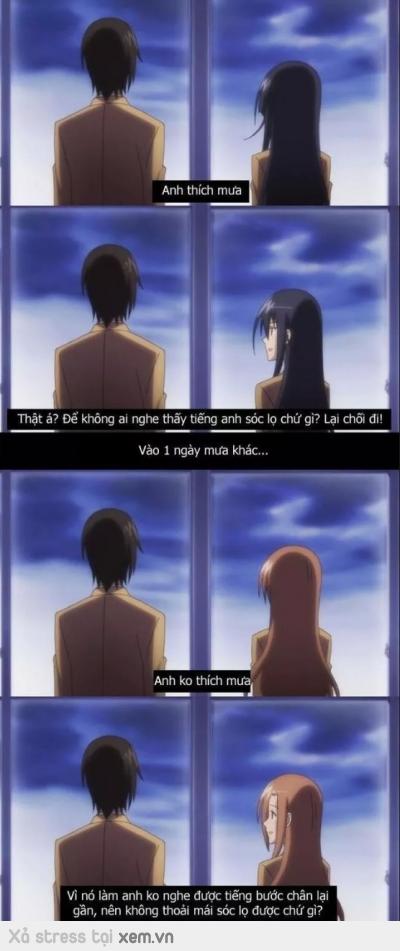 Anh thích mưa
Thật á? Để không ai nghe thấy tiếng anh sóc lọ chứ gì? Lại chối đi!
Vào 1 ngày mưa khác...
Anh ko thích mưa
Vì nó làm anh ko nghe được tiếng bước chân lại
gần, nên không thoải mái sóc lọ được chứ gì?
Xả stress tại xem.vn